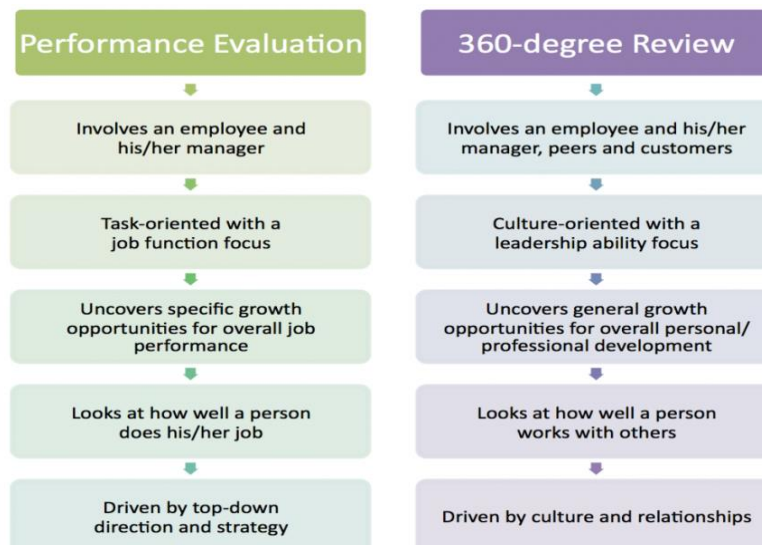 Performance Evaluation
Involves an employee and
his/her manager
Task-oriented with a
job function focus
Uncovers specific growth
opportunities for overall job
performance
Looks at how well a person
does his/her job
Driven by top-down
direction and strategy
360-degree Review
Involves an employee and his/her
manager, peers and customers
Culture-oriented with a
leadership ability focus
Uncovers general growth
opportunities for overall personal/
professional development
Looks at how well a person
works with others
Driven by culture and relationships